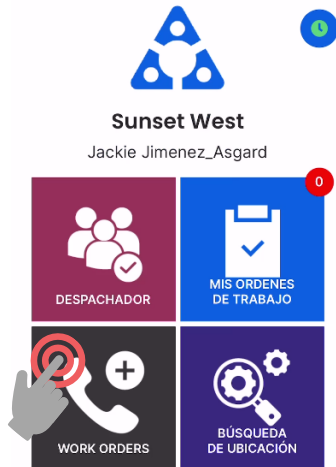 Sunset West
Jackie Jimenez_Asgard
0
DESPACHADOR
MIS ORDENES
DE TRABAJO
WORK ORDERS
BÚSQUEDA
DE UBICACIÓN